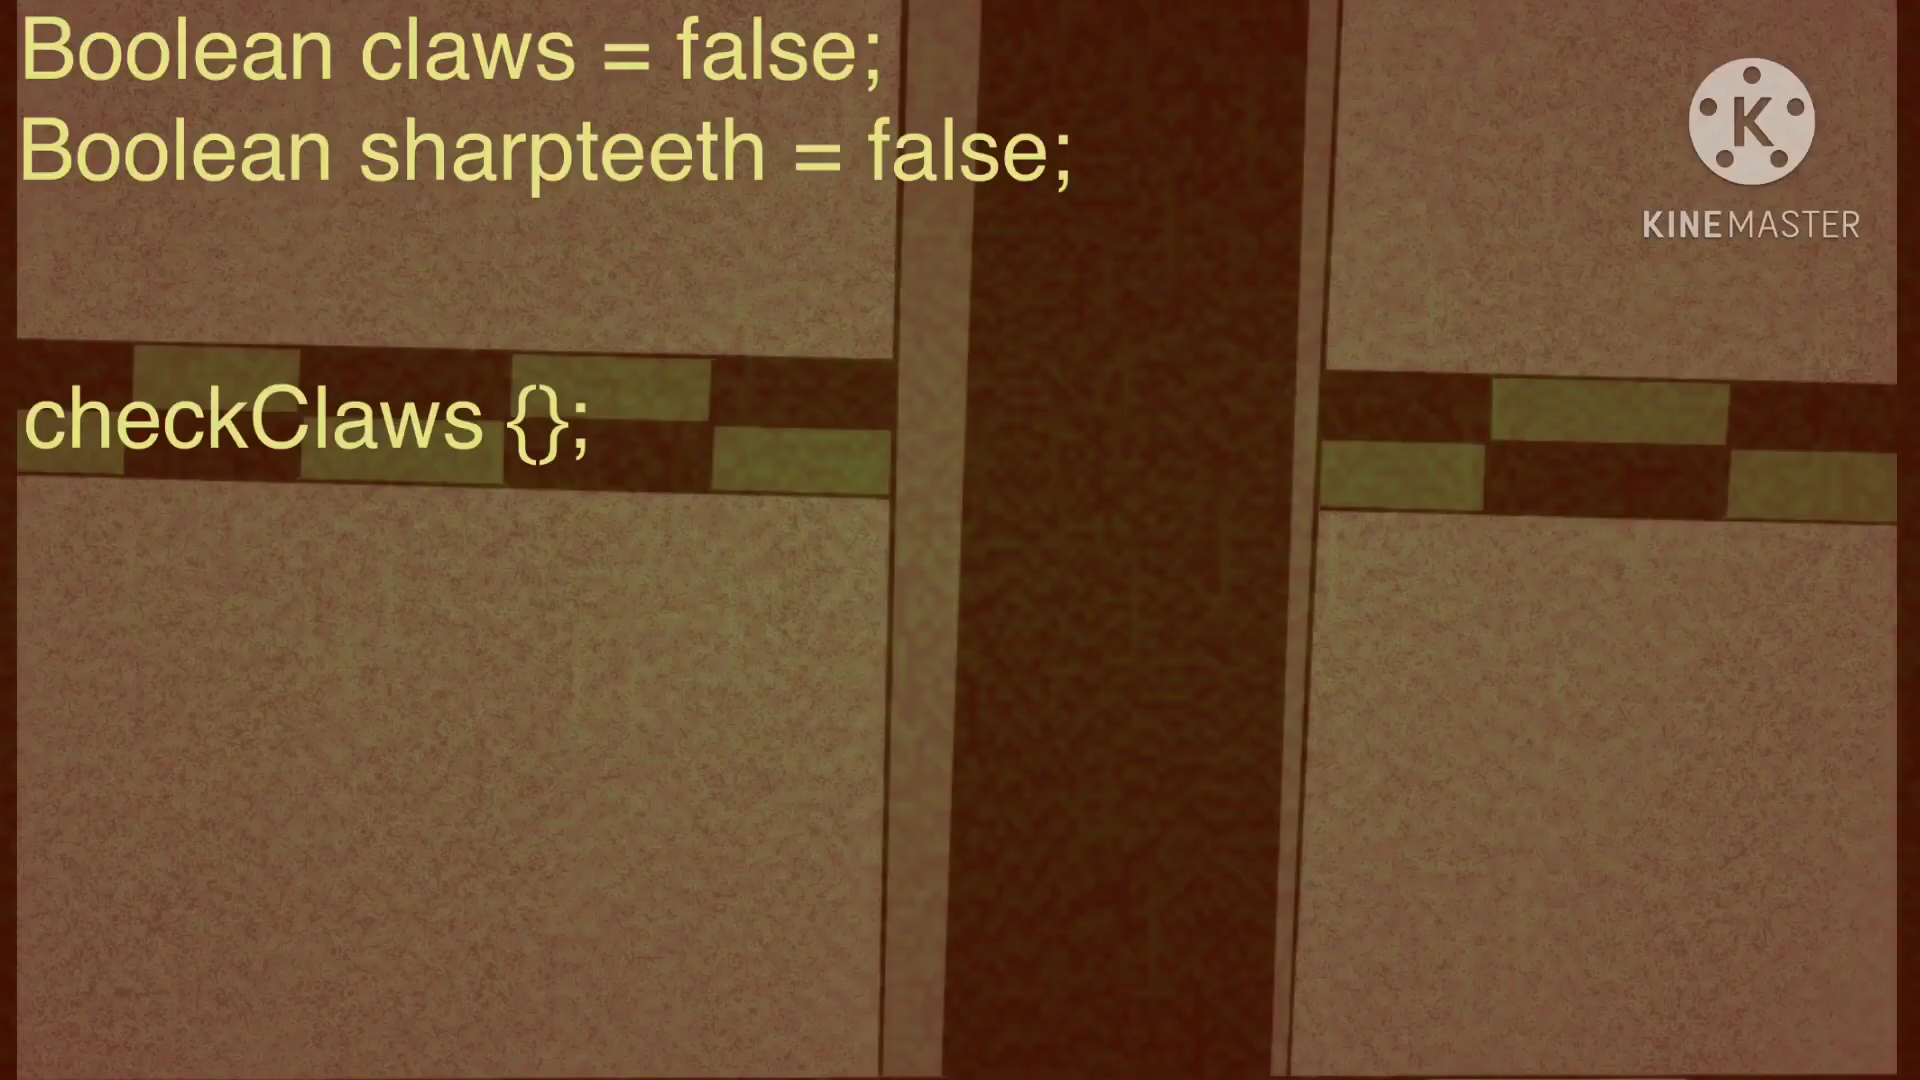 Boolean claws = false;
Boolean sharpteeth = false;
checkClaws {};
K
KINEMASTER